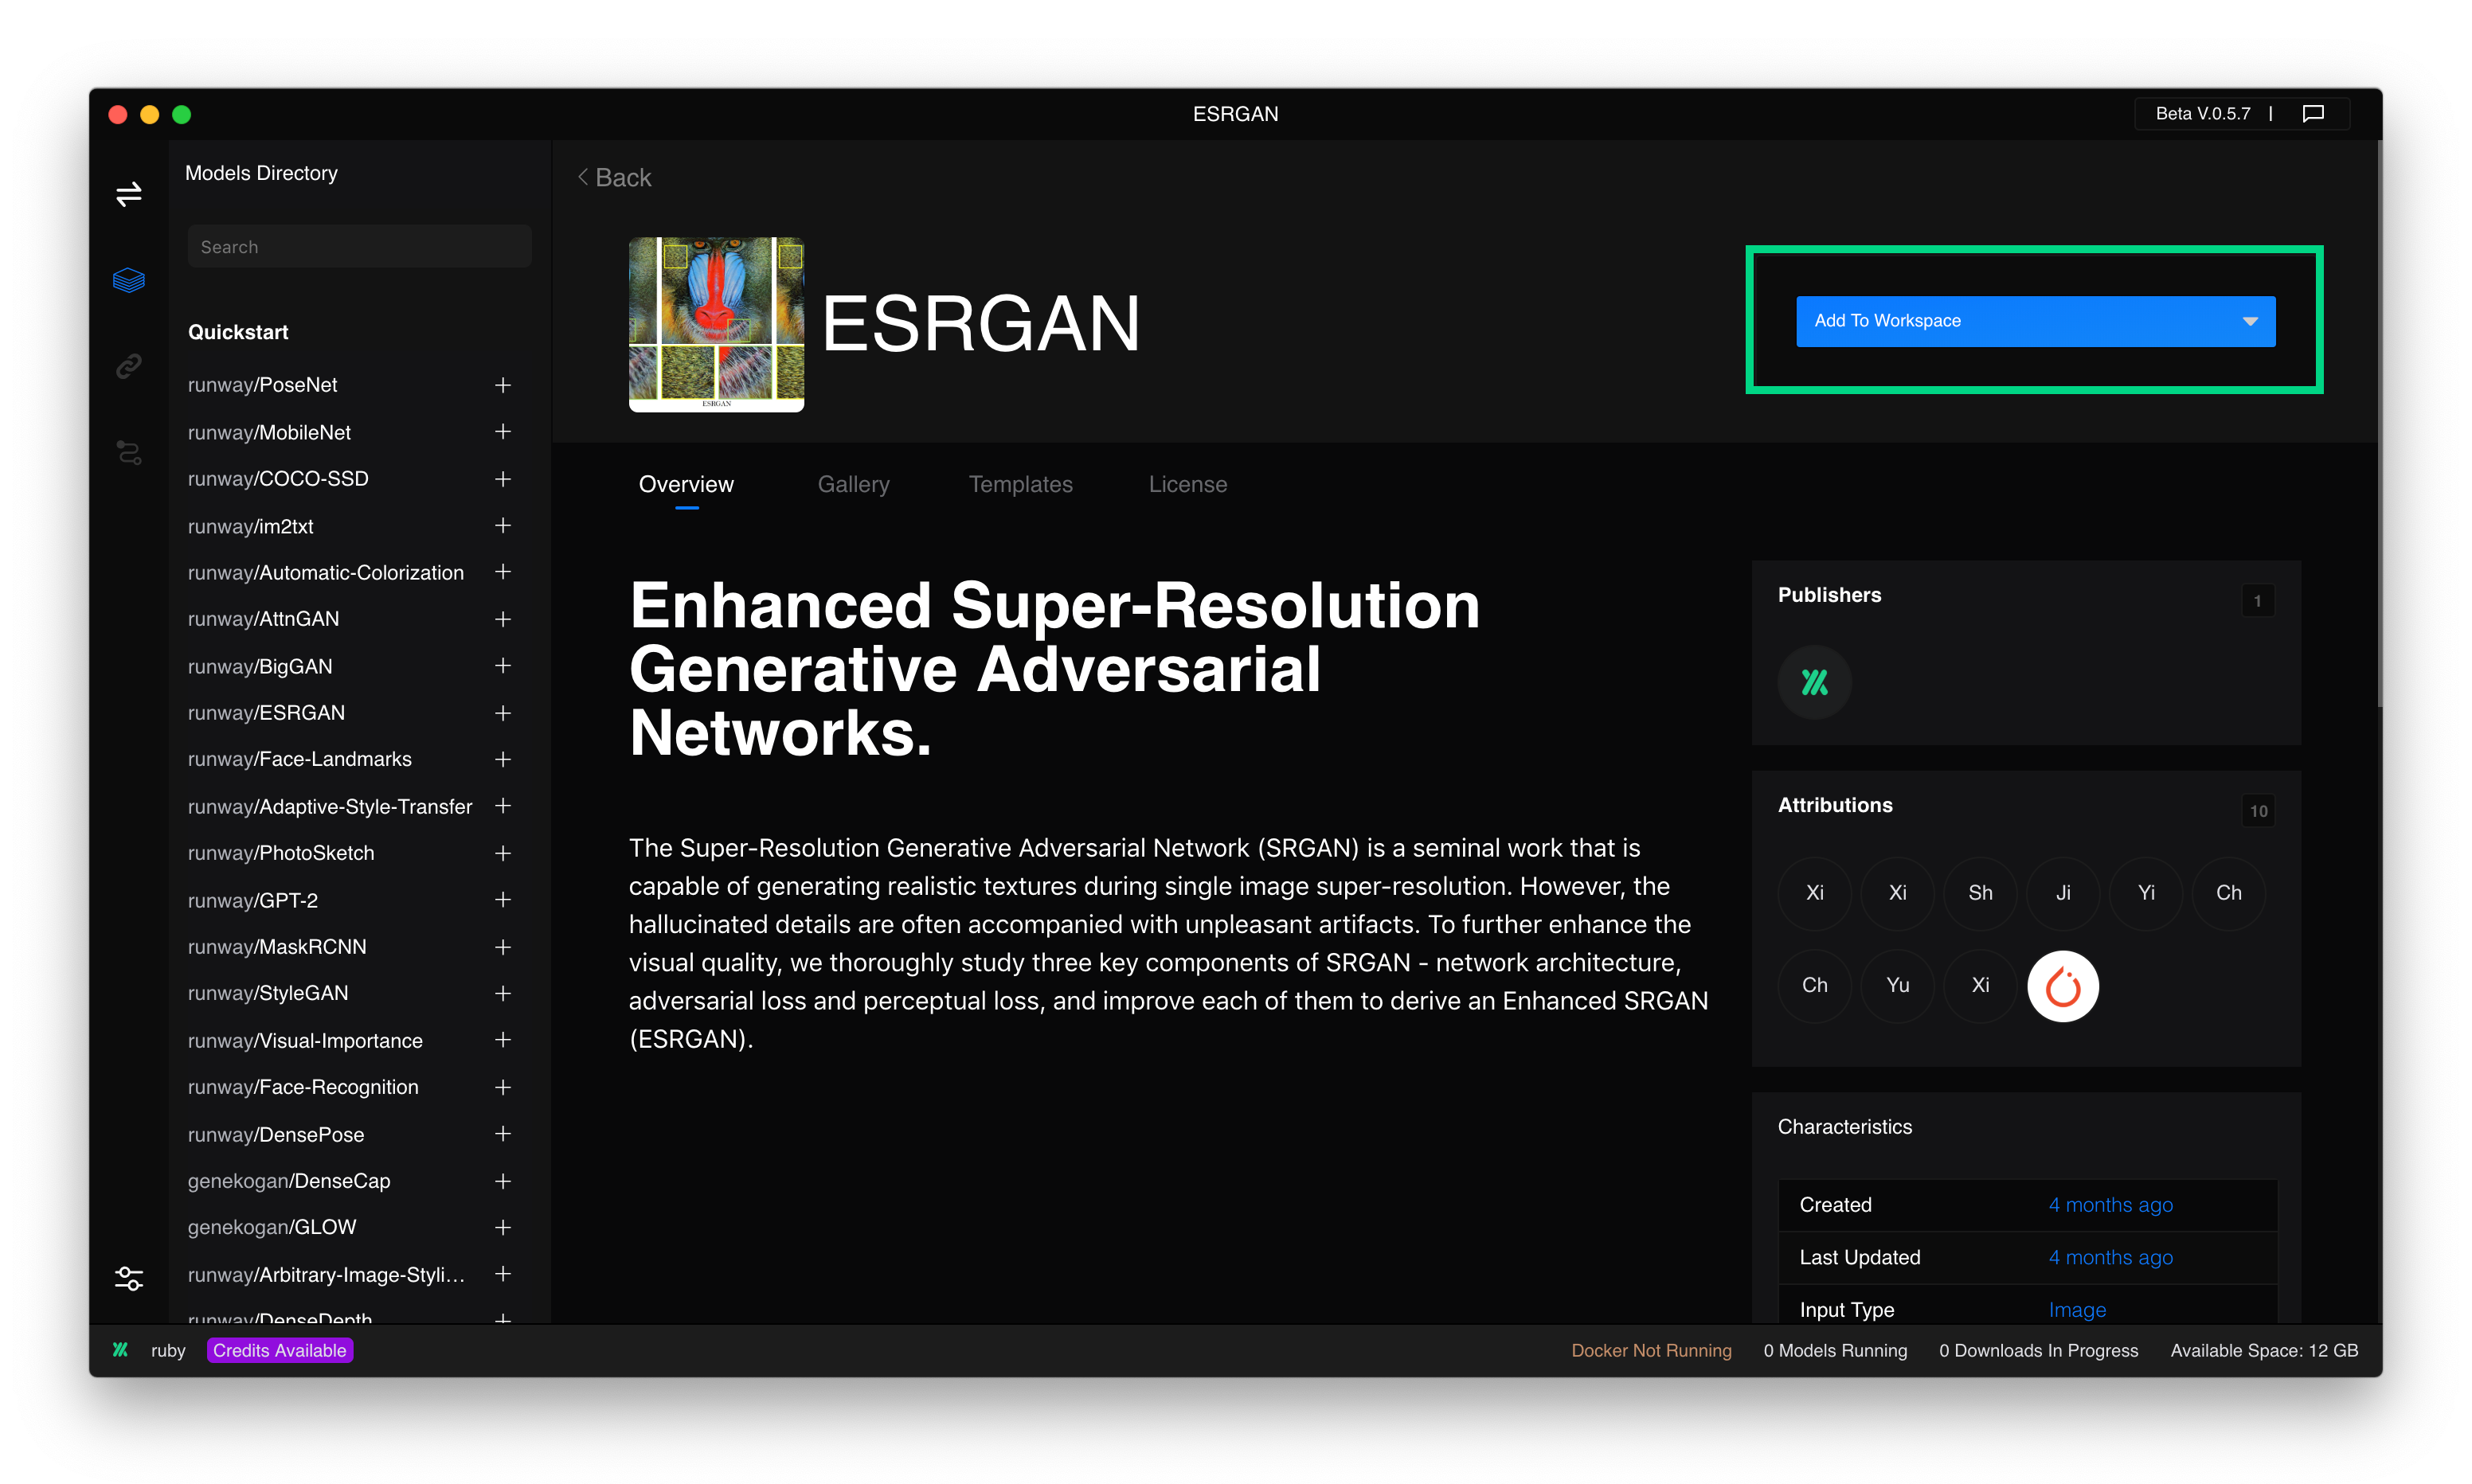 ESRGAN
Beta V.0.5.7 |
Models Directory
Search
Quickstart
runway/PoseNet
runway/MobileNet
runway/COCO-SSD
runway/im2txt
runway/Automatic-Colorization
runway/AttnGAN
runway/BigGAN
runway/ESRGAN
runway/Face-Landmarks
runway/Adaptive-Style-Transfer
runway/PhotoSketch
runway/GPT-2
runway/MaskRCNN
runway/StyleGAN
runway/Visual-Importance
runway/Face-Recognition
runway/DensePose
genekogan/DenseCap
genekogan/GLOW
runway/Arbitrary-Image-Styli...
runway/DenseDepth
Back
ESRGAN
ESRGAN
Add To Workspace
Overview Gallery Templates License
Enhanced Super-Resolution
Generative Adversarial
Networks.
The Super-Resolution Generative Adversarial Network (SRGAN) is a seminal work that is
capable of generating realistic textures during single image super-resolution. However, the
hallucinated details are often accompanied with unpleasant artifacts. To further enhance the
visual quality, we thoroughly study three key components of SRGAN - network architecture,
adversarial loss and perceptual loss, and improve each of them to derive an Enhanced SRGAN
(ESRGAN).
Publishers 1
Attributions 10
Xi Xi Sh Ji Yi Ch
Ch Yu Xi
Characteristics
Created 4 months ago
Last Updated 4 months ago
Input Type Image
ruby Credits Available Docker Not Running 0 Models Running 0 Downloads In Progress Available Space: 12 GB